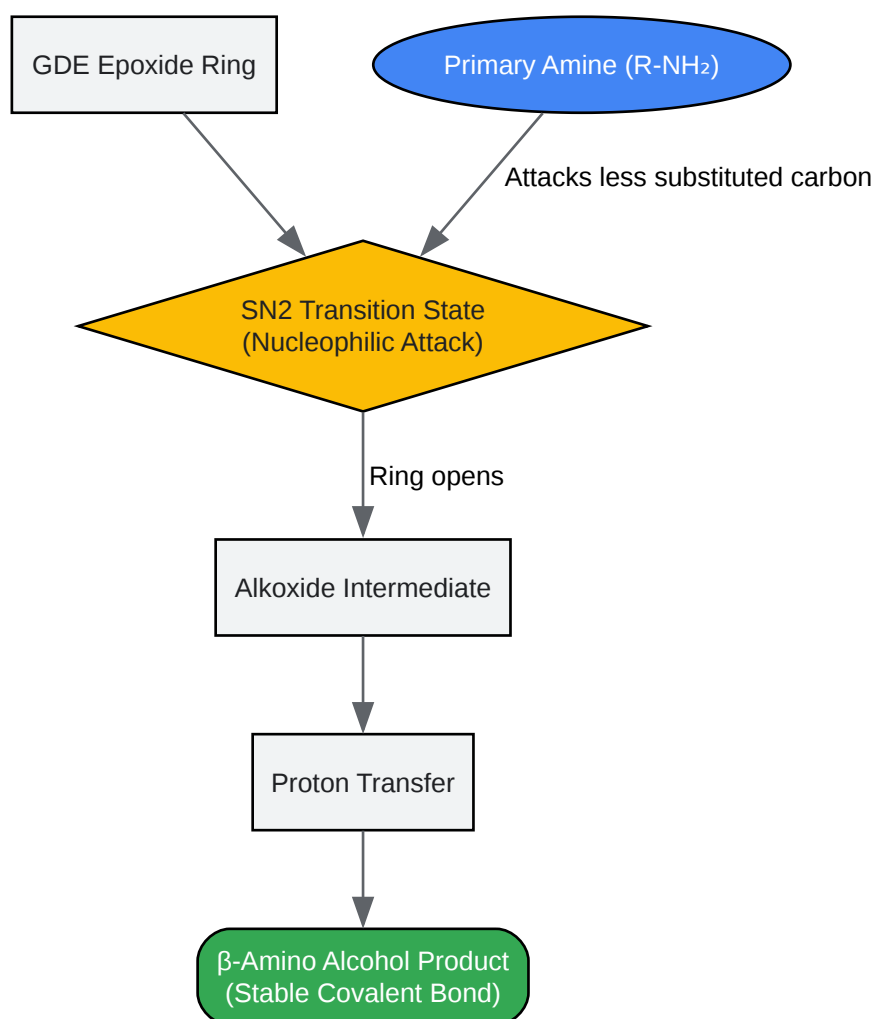 GDE Epoxide Ring
Primary Amine (R-NH₂)
Attacks less substituted carbon
SN2 Transition State
(Nucleophilic Attack)
Ring opens
Alkoxide Intermediate
Proton Transfer
β-Amino Alcohol Product
(Stable Covalent Bond)